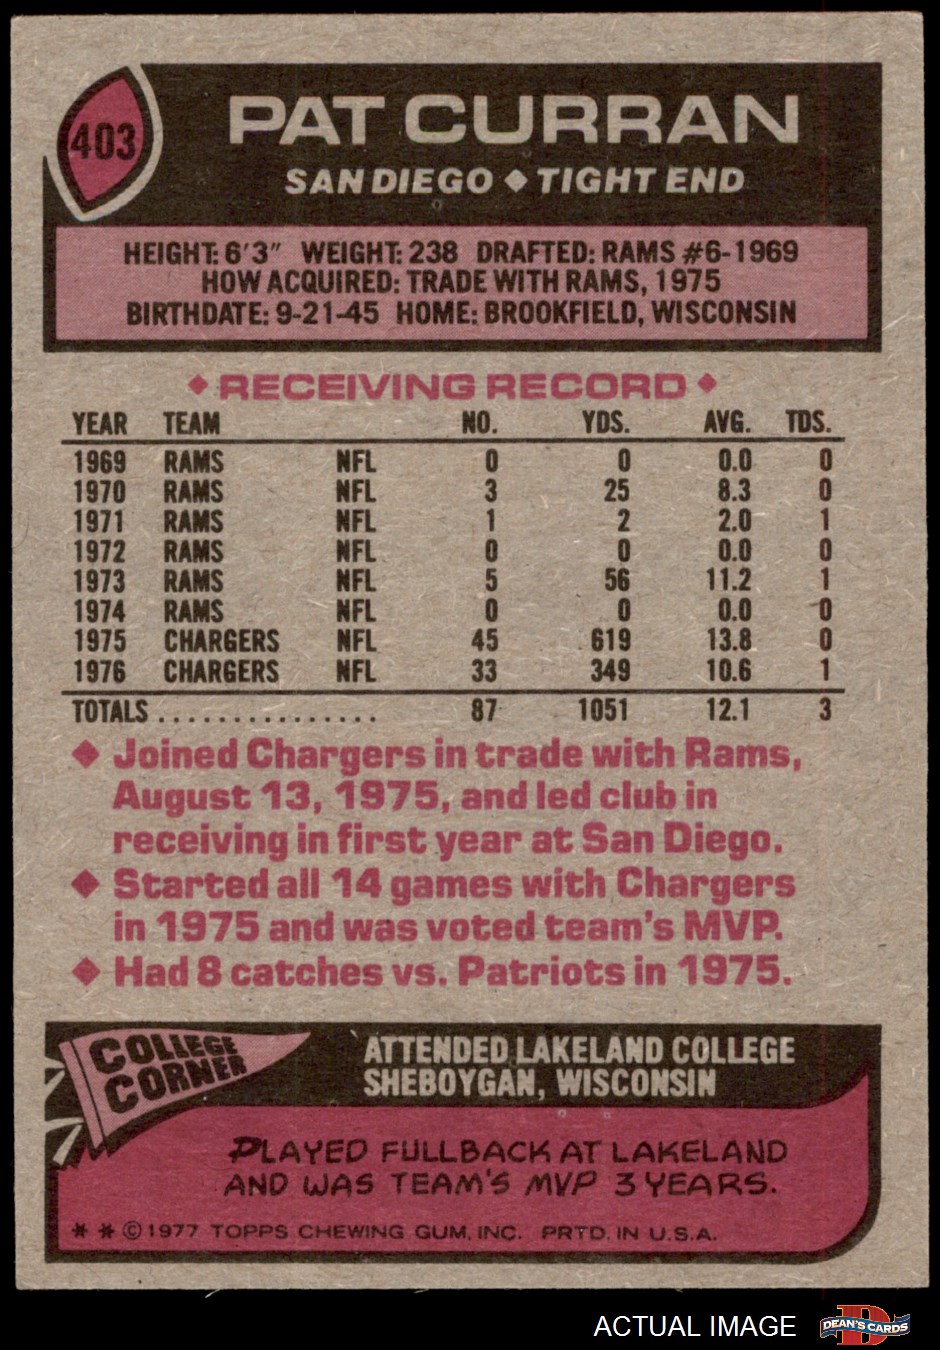 403
PAT CURRAN
SAN DIEGO ◆ TIGHT END
HEIGHT: 6'3" WEIGHT: 238 DRAFTED: RAMS #6-1969
HOW ACQUIRED: TRADE WITH RAMS, 1975
BIRTHDATE: 9-21-45 HOME: BROOKFIELD, WISCONSIN
◆ RECEIVING RECORD ◆
YEAR TEAM NO. YDS. AVG. TDS.
1969 RAMS NFL 0 0 0.0 0
1970 RAMS NFL 3 25 8.3 0
1971 RAMS NFL 1 2 2.0 1
1972 RAMS NFL 0 0 0.0 0
1973 RAMS NFL 5 56 11.2 1
1974 RAMS NFL 0 0 0.0 0
1975 CHARGERS NFL 45 619 13.8 0
1976 CHARGERS NFL 33 349 10.6 1
TOTALS ............... 87 1051 12.1 3
◆ Joined Chargers in trade with Rams,
August 13, 1975, and led club in
receiving in first year at San Diego.
◆ Started all 14 games with Chargers
in 1975 and was voted team's MVP.
◆ Had 8 catches vs. Patriots in 1975.
COLLEGE
CORNER
ATTENDED LAKELAND COLLEGE
SHEBOYGAN, WISCONSIN
PLAYED FULLBACK AT LAKELAND
AND WAS TEAM'S MVP 3 YEARS.
* * © 1977 TOPPS CHEWING GUM, INC. PRTD. IN U.S.A.
ACTUAL IMAGE
D
DEAN'S CARDS